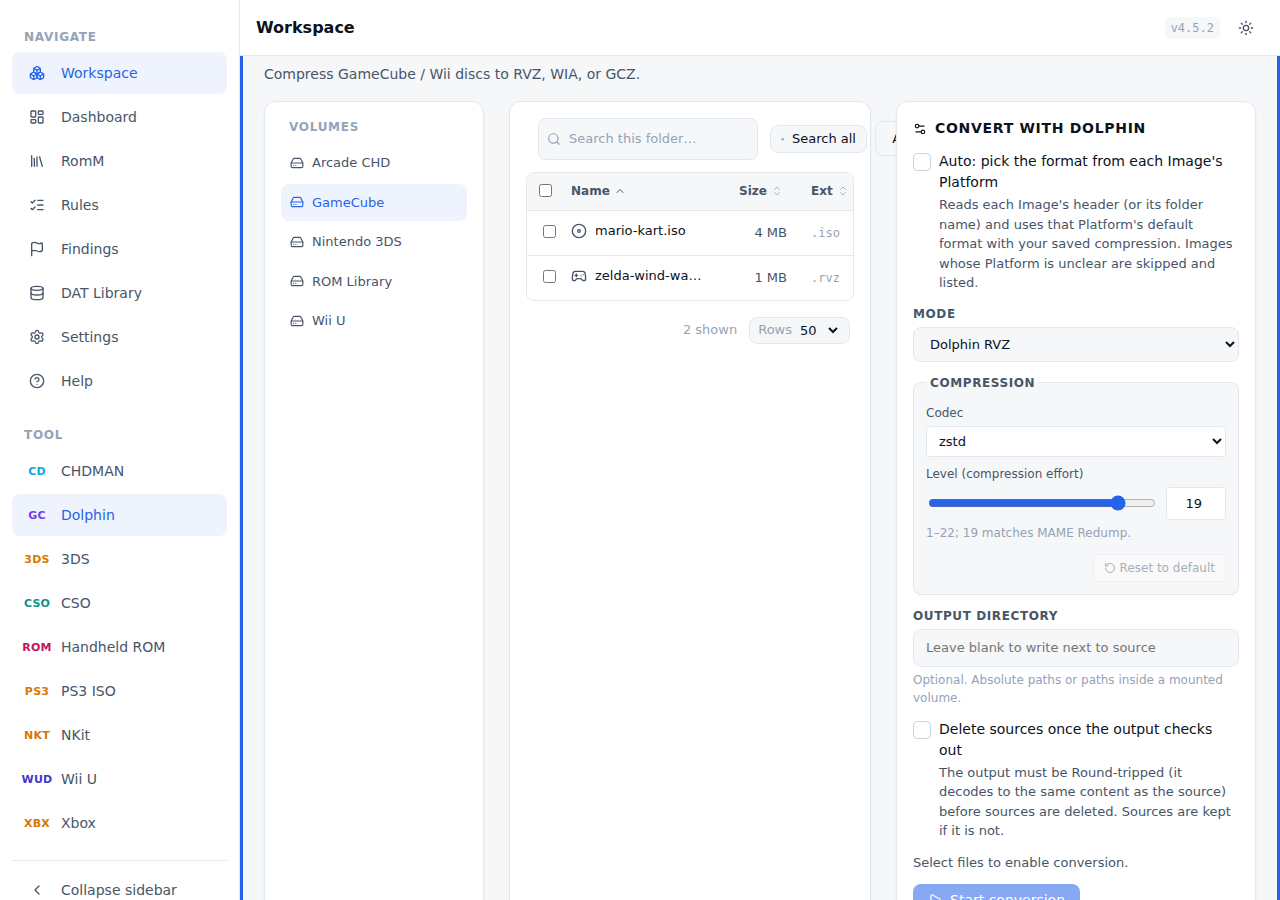 NAVIGATE
Workspace
Dashboard
RomM
Rules
Findings
DAT Library
Settings
Help
TOOL
CD CHDMAN
GC Dolphin
3DS 3DS
CSO CSO
ROM Handheld ROM
PS3 PS3 ISO
NKT NKit
WUD Wii U
XBX Xbox
Collapse sidebar
Workspace
v4.5.2
Compress GameCube / Wii discs to RVZ, WIA, or GCZ.
VOLUMES
Arcade CHD
GameCube
Nintendo 3DS
ROM Library
Wii U
Search this folder...
Search all
Name Size Ext
mario-kart.iso 4 MB .iso
zelda-wind-wa... 1 MB .rvz
2 shown Rows 50
CONVERT WITH DOLPHIN
Auto: pick the format from each Image's
Platform
Reads each Image's header (or its folder
name) and uses that Platform's default
format with your saved compression. Images
whose Platform is unclear are skipped and
listed.
MODE
Dolphin RVZ
COMPRESSION
Codec
zstd
Level (compression effort)
19
1–22; 19 matches MAME Redump.
Reset to default
OUTPUT DIRECTORY
Leave blank to write next to source
Optional. Absolute paths or paths inside a mounted
volume.
Delete sources once the output checks
out
The output must be Round-tripped (it
decodes to the same content as the source)
before sources are deleted. Sources are kept
if it is not.
Select files to enable conversion.
Start conversion